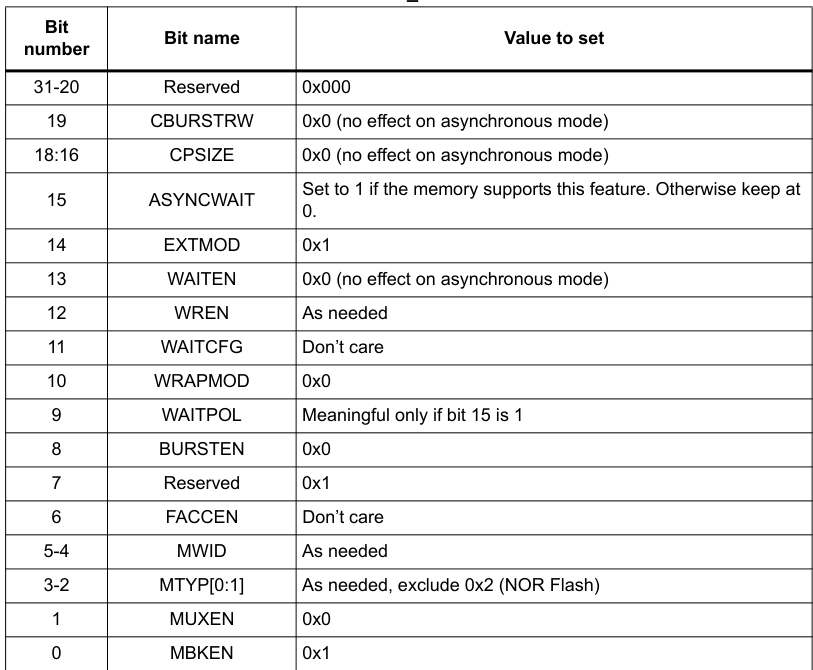 Bit number Bit name Value to set
31-20 Reserved 0x000
19 CBURSTRW 0x0 (no effect on asynchronous mode)
18:16 CPSIZE 0x0 (no effect on asynchronous mode)
15 ASYNCWAIT Set to 1 if the memory supports this feature. Otherwise keep at
0.
14 EXTMOD 0x1
13 WAITEN 0x0 (no effect on asynchronous mode)
12 WREN As needed
11 WAITCFG Don't care
10 WRAPMOD 0x0
9 WAITPOL Meaningful only if bit 15 is 1
8 BURSTEN 0x0
7 Reserved 0x1
6 FACCEN Don't care
5-4 MWID As needed
3-2 MTYP[0:1] As needed, exclude 0x2 (NOR Flash)
1 MUXEN 0x0
0 MBKEN 0x1